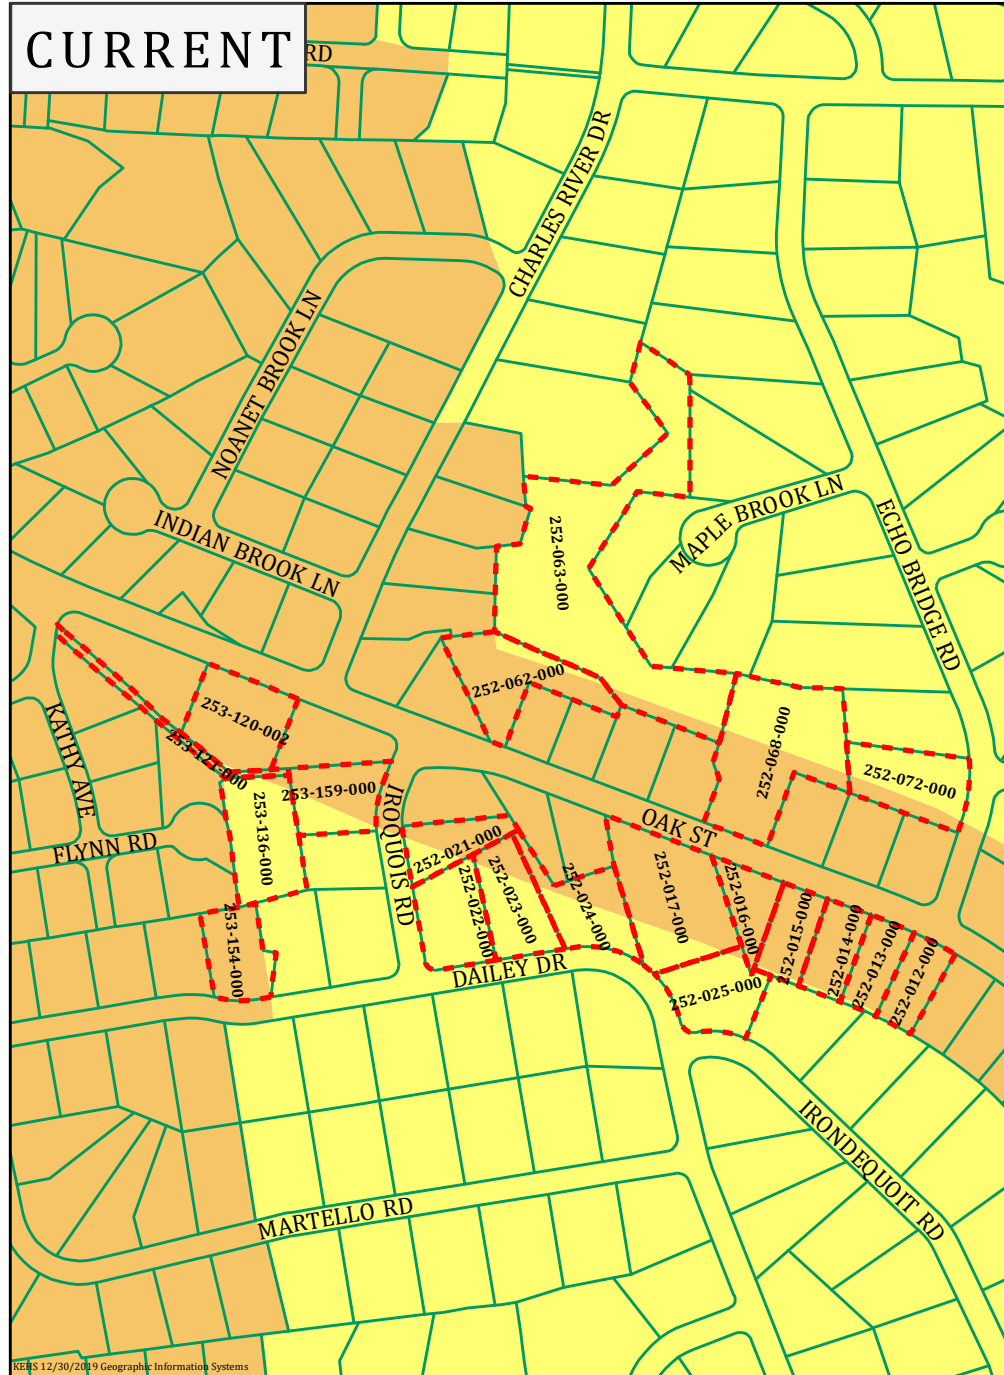 CURRENT
RD
CHARLES RIVER DR
NOANET BROOK LN
INDIAN BROOK LN
MAPLE BROOK LN
ECHO BRIDGE RD
252-063-000
252-062-000
253-120-002
253-121-000
KATHY AVE
252-068-000
252-072-000
253-159-000
253-136-000
IROQUOIS RD
OAK ST
FLYNN RD
252-021-000
252-022-000
252-023-000
252-024-000
252-017-000
252-016-000
252-015-000
252-014-000
252-013-000
252-012-000
253-154-000
DAILEY DR
252-025-000
IRONDEQUOIT RD
MARTELLO RD
KEHS 12/30/2019 Geographic Information Systems